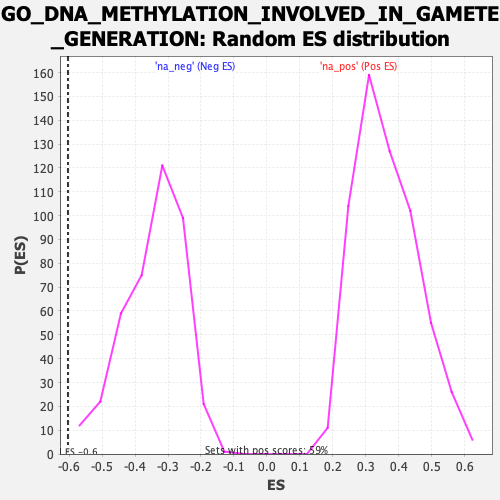 GO_DNA_METHYLATION_INVOLVED_IN_GAMETE
_GENERATION: Random ES distribution
'na_neg' (Neg ES) 'na_pos' (Pos ES)
160
150
140
130
120
110
100
90
80
70
60
50
40
30
20
10
0
P(ES)
ES -0.6
Sets with pos scores: 59%
-0.6 -0.5 -0.4 -0.3 -0.2 -0.1 0.0 0.1 0.2 0.3 0.4 0.5 0.6
ES